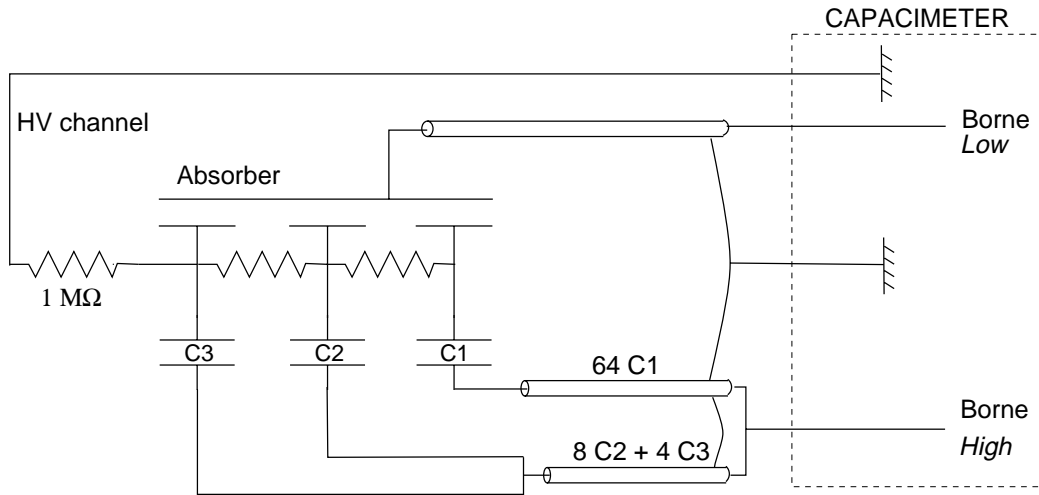 CAPACIMETER
HV channel
Borne
Low
Absorber
1 MΩ
C3
C2
C1
64 C1
Borne
High
8 C2 + 4 C3